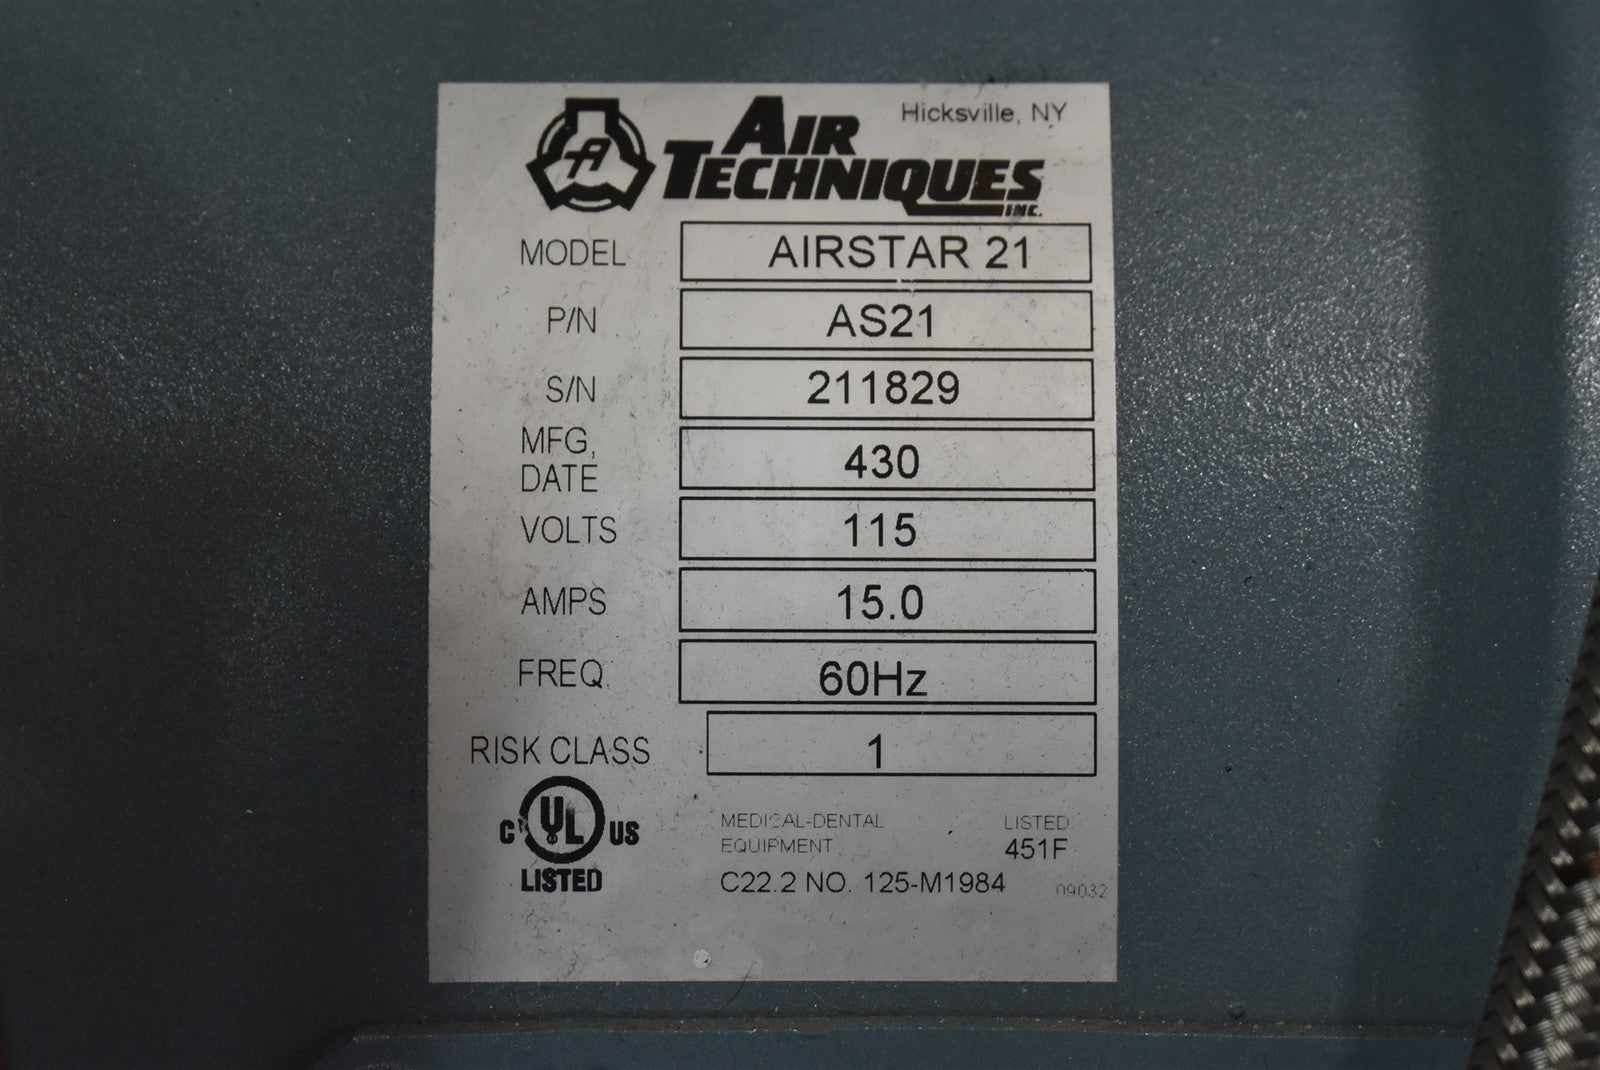 Hicksville, NY
AIR
TECHNIQUES
INC.
MODEL AIRSTAR 21
P/N AS21
S/N 211829
MFG,
DATE 430
VOLTS 115
AMPS 15.0
FREQ. 60Hz
RISK CLASS 1
C UL US
LISTED
MEDICAL-DENTAL LISTED
EQUIPMENT 451F
C22.2 NO. 125-M1984 09032